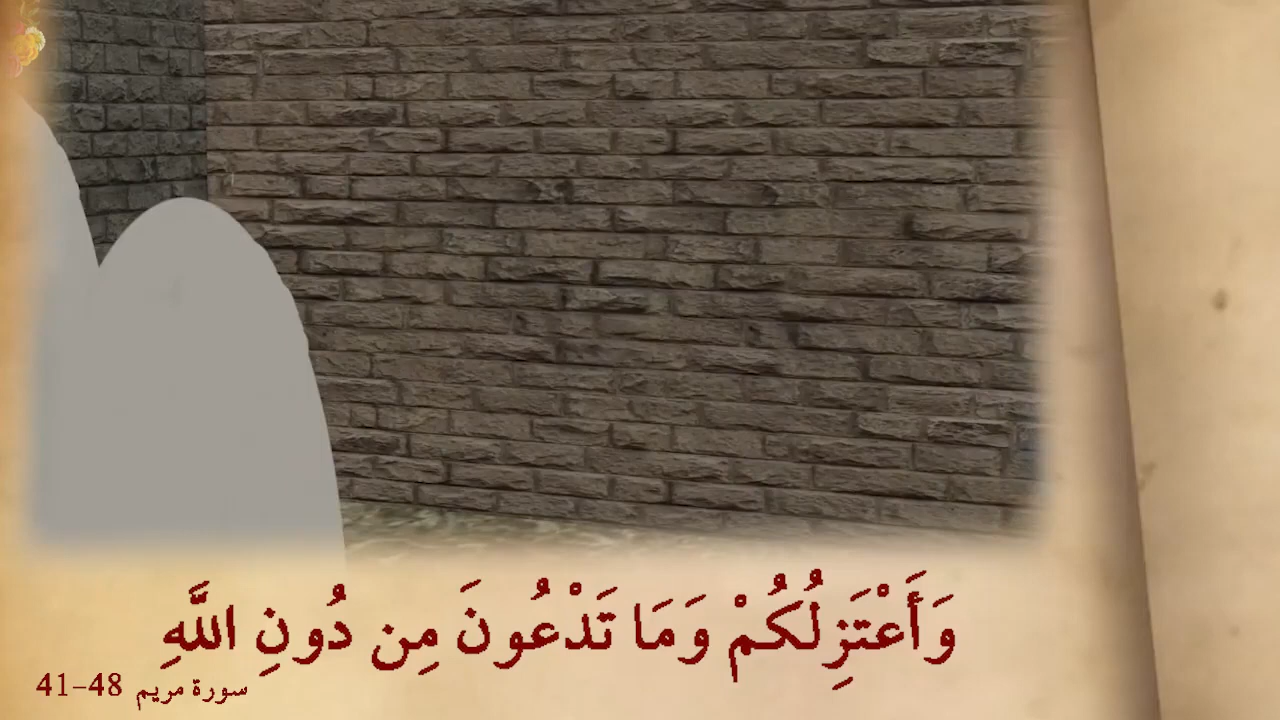 وَأَعْتَزِلُكُمْ وَمَا تَدْعُونَ مِن دُونِ اللَّهِ
سورة مريم 41-48